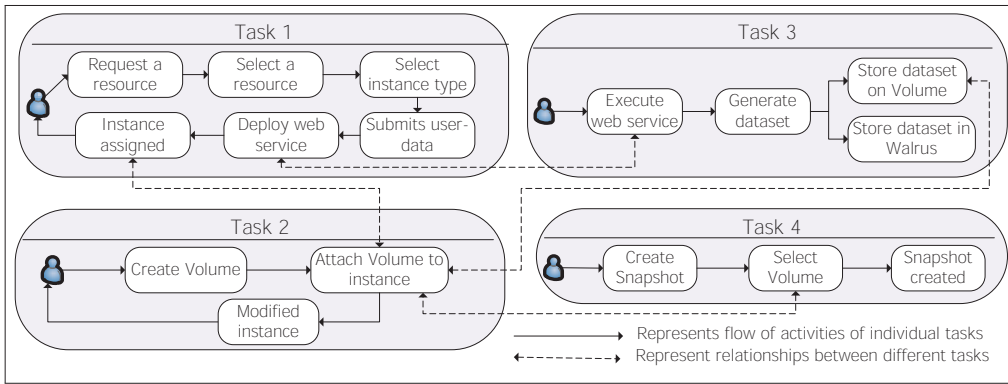 Task 1
Request a
resource
Select a
resource
Select
instance type
Instance
assigned
Deploy web
service
Submits user-
data
Task 3
Execute
web service
Generate
dataset
Store dataset
on Volume
Store dataset in
Walrus
Task 2
Create Volume
Attach Volume to
instance
Modified
instance
Task 4
Create
Snapshot
Select
Volume
Snapshot
created
Represents flow of activities of individual tasks
Represent relationships between different tasks